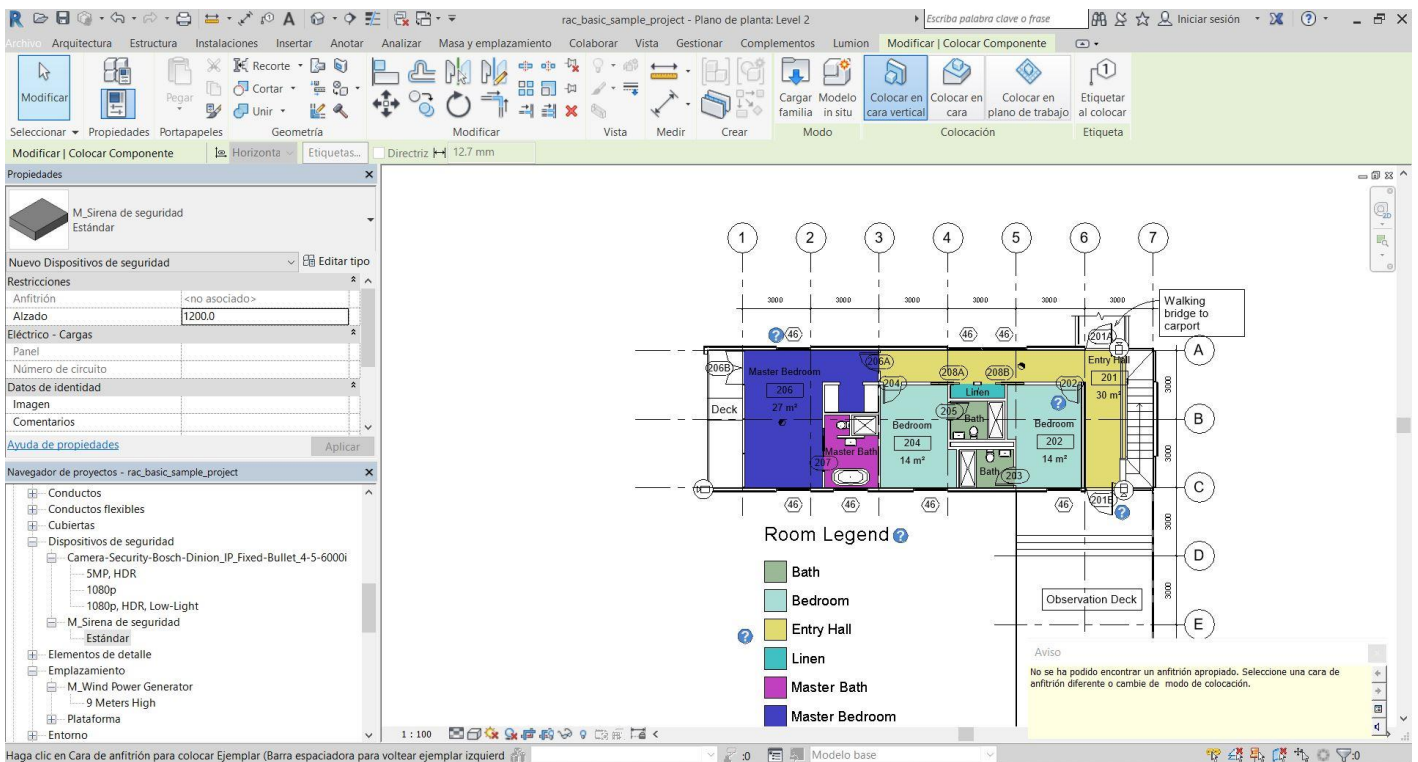 rac_basic_sample_project - Plano de planta: Level 2
Escriba palabra clave o frase
Iniciar sesión
Archivo Arquitectura Estructura Instalaciones Insertar Anotar Analizar Masa y emplazamiento Colaborar Vista Gestionar Complementos Lumion Modificar | Colocar Componente
Modificar
Pegar
Recorte
Cortar
Unir
Cargar familia
Modelo in situ
Colocar en cara vertical
Colocar en cara
Colocar en plano de trabajo
Etiquetar al colocar
Seleccionar Propiedades Portapapeles Geometría Modificar Vista Medir Crear Modo Colocación Etiqueta
Modificar | Colocar Componente Horizonta Etiquetas... Directriz 12.7 mm
Propiedades
M_Sirena de seguridad
Estándar
Nuevo Dispositivos de seguridad Editar tipo
Restricciones
Anfitrión <no asociado>
Alzado 1200.0
Eléctrico - Cargas
Panel
Número de circuito
Datos de identidad
Imagen
Comentarios
Ayuda de propiedades Aplicar
Navegador de proyectos - rac_basic_sample_project
Conductos
Conductos flexibles
Cubiertas
Dispositivos de seguridad
Camera-Security-Bosch-Dinion_IP_Fixed-Bullet_4-5-6000i
5MP, HDR
1080p
1080p, HDR, Low-Light
M_Sirena de seguridad
Estándar
Elementos de detalle
Emplazamiento
M_Wind Power Generator
9 Meters High
Plataforma
Entorno
1 2 3 4 5 6 7
3000 3000 3000 3000 3000 3000
Walking
bridge to
carport
46 46 46 201A
A
206B Master Bedroom 206A 208A 208B Entry Hall
206 204 202 201
27 m² Linen 30 m²
3000
Deck 205 Bath
B
Bedroom Bedroom
204 202
14 m² 14 m²
Master Bath
207 Bath 203
3000
C
46 46 46 46 201B
3000
D
3000
Observation Deck
E
Room Legend
Bath
Bedroom
Entry Hall
Linen
Master Bath
Master Bedroom
Aviso
No se ha podido encontrar un anfitrión apropiado. Seleccione una cara de
anfitrión diferente o cambie de modo de colocación.
1 : 100
Haga clic en Cara de anfitrión para colocar Ejemplar (Barra espaciadora para voltear ejemplar izquierd
:0 Modelo base :0